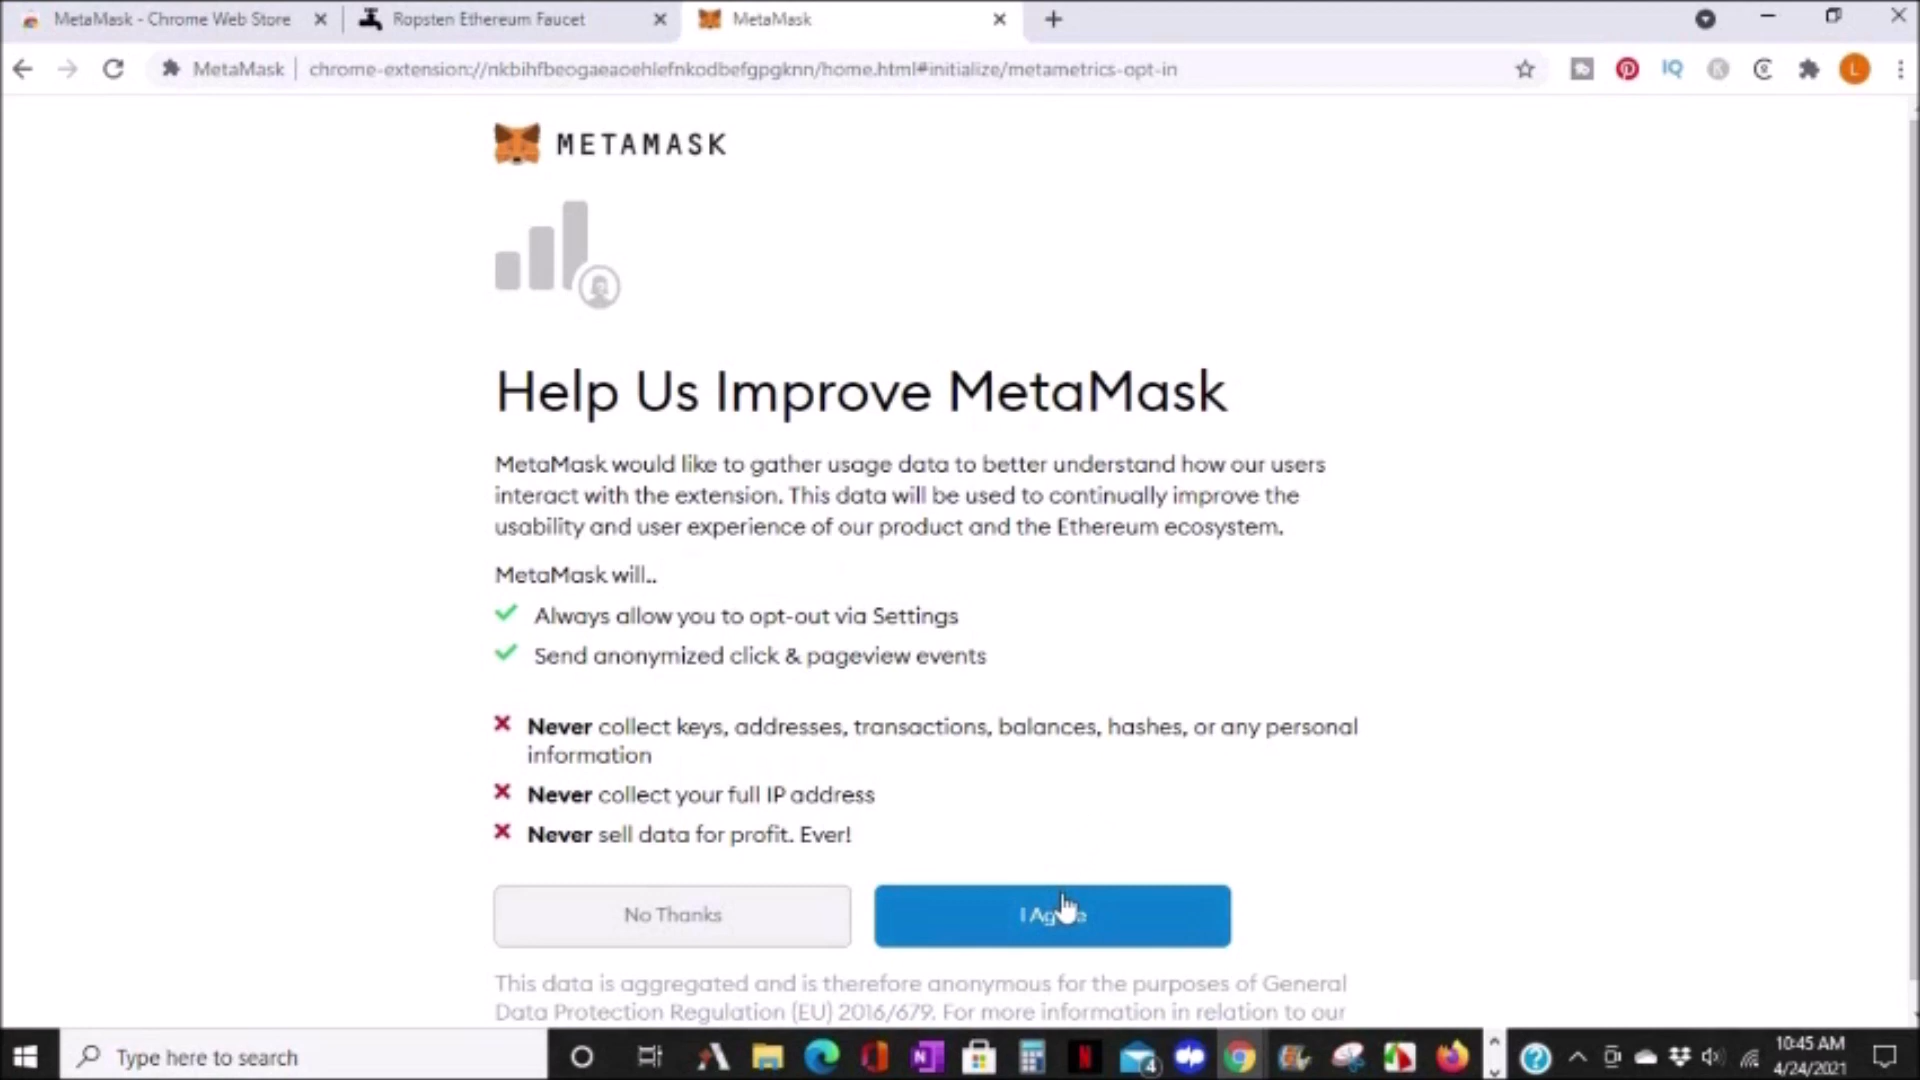 MetaMask - Chrome Web Store
Ropsten Ethereum Faucet
MetaMask
MetaMask
chrome-extension://nkbihfbeogaeaoehlefnkodbefgpgknn/home.html#initialize/metametrics-opt-in
IQ
K
C
L
METAMASK
Help Us Improve MetaMask
MetaMask would like to gather usage data to better understand how our users
interact with the extension. This data will be used to continually improve the
usability and user experience of our product and the Ethereum ecosystem.
MetaMask will..
Always allow you to opt-out via Settings
Send anonymized click & pageview events
Never collect keys, addresses, transactions, balances, hashes, or any personal
information
Never collect your full IP address
Never sell data for profit. Ever!
No Thanks
I Agree
This data is aggregated and is therefore anonymous for the purposes of General
Data Protection Regulation (EU) 2016/679. For more information in relation to our
Type here to search
N
N
4
10:45 AM
4/24/2021